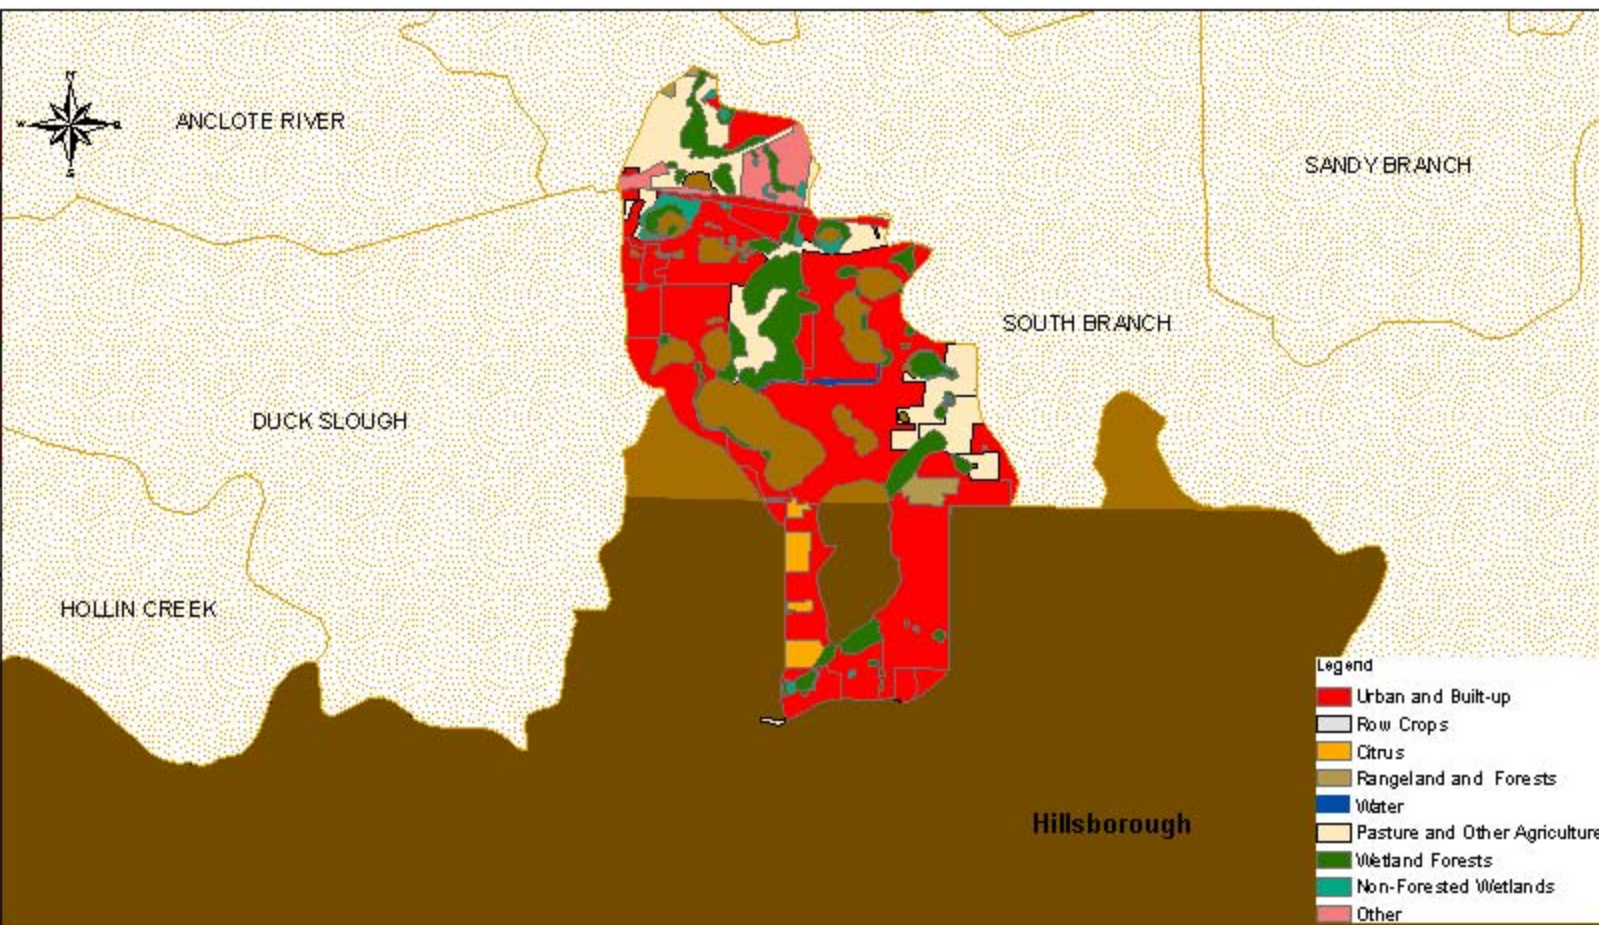 N
W
E
S
ANCLOTE RIVER
SANDY BRANCH
SOUTH BRANCH
DUCK SLOUGH
HOLLIN CREEK
Hillsborough
Legend
Urban and Built-up
Row Crops
Citrus
Rangeland and Forests
Water
Pasture and Other Agriculture
Wetland Forests
Non-Forested Wetlands
Other